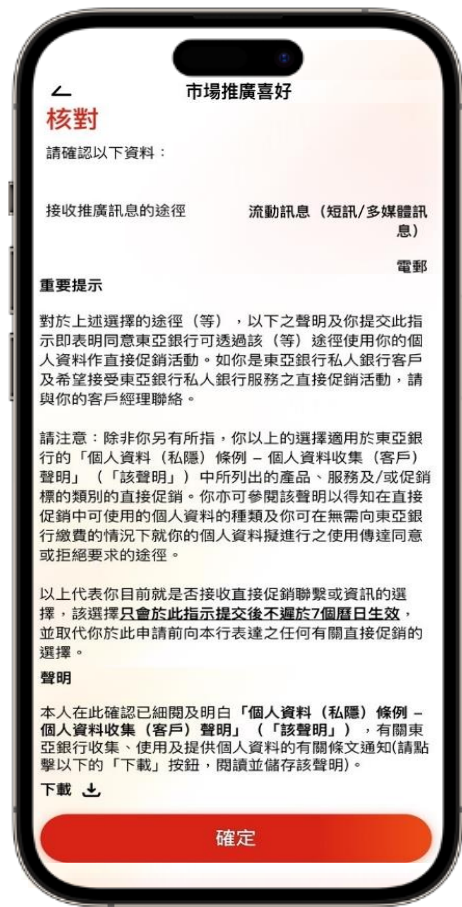 市場推廣喜好
核對
請確認以下資料：
接收推廣訊息的途徑 流動訊息（短訊/多媒體訊
息）
電郵
重要提示
對於上述選擇的途徑（等），以下之聲明及你提交此指
示即表明同意東亞銀行可透過該（等）途徑使用你的個
人資料作直接促銷活動。如你是東亞銀行私人銀行客戶
及希望接受東亞銀行私人銀行服務之直接促銷活動，請
與你的客戶經理聯絡。
請注意：除非你另有所指，你以上的選擇適用於東亞銀
行的「個人資料（私隱）條例 – 個人資料收集（客戶）
聲明」（「該聲明」）中所列出的產品、服務及/或促銷
標的類別的直接促銷。你亦可參閱該聲明以得知在直接
促銷中可使用的個人資料的種類及你可在無需向東亞銀
行繳費的情況下就你的個人資料擬進行之使用傳達同意
或拒絕要求的途徑。
以上代表你目前就是否接收直接促銷聯繫或資訊的選
擇，該選擇只會於此指示提交後不遲於7個曆日生效，
並取代你於此申請前向本行表達之任何有關直接促銷的
選擇。
聲明
本人在此確認已細閱及明白「個人資料（私隱）條例 –
個人資料收集（客戶）聲明」（「該聲明」），有關東
亞銀行收集、使用及提供個人資料的有關條文通知(請點
擊以下的「下載」按鈕，閱讀並儲存該聲明)。
下載
確定